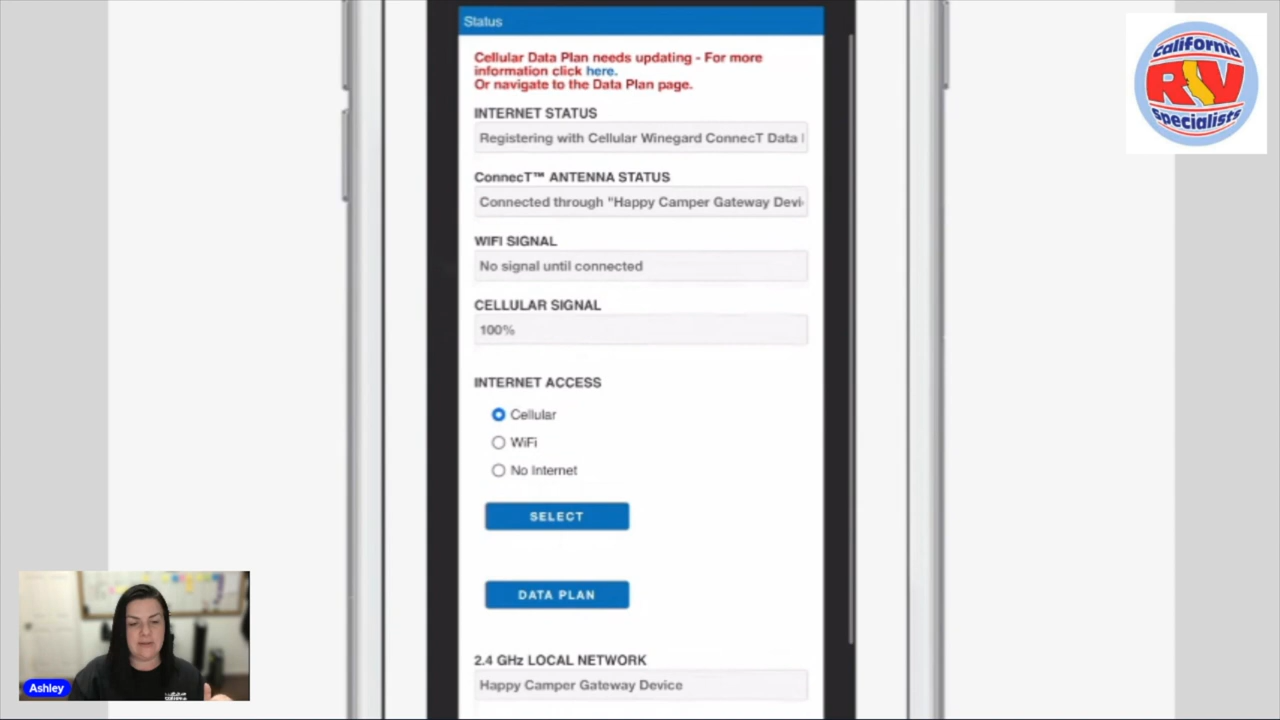 Status
Cellular Data Plan needs updating - For more
information click here.
Or navigate to the Data Plan page.
INTERNET STATUS
Registering with Cellular Winegard ConnecT Data
ConnecT™ ANTENNA STATUS
Connected through "Happy Camper Gateway Devi
WIFI SIGNAL
No signal until connected
CELLULAR SIGNAL
100%
INTERNET ACCESS
Cellular
WiFi
No Internet
SELECT
DATA PLAN
2.4 GHz LOCAL NETWORK
Happy Camper Gateway Device
california
RV
Specialists
Ashley